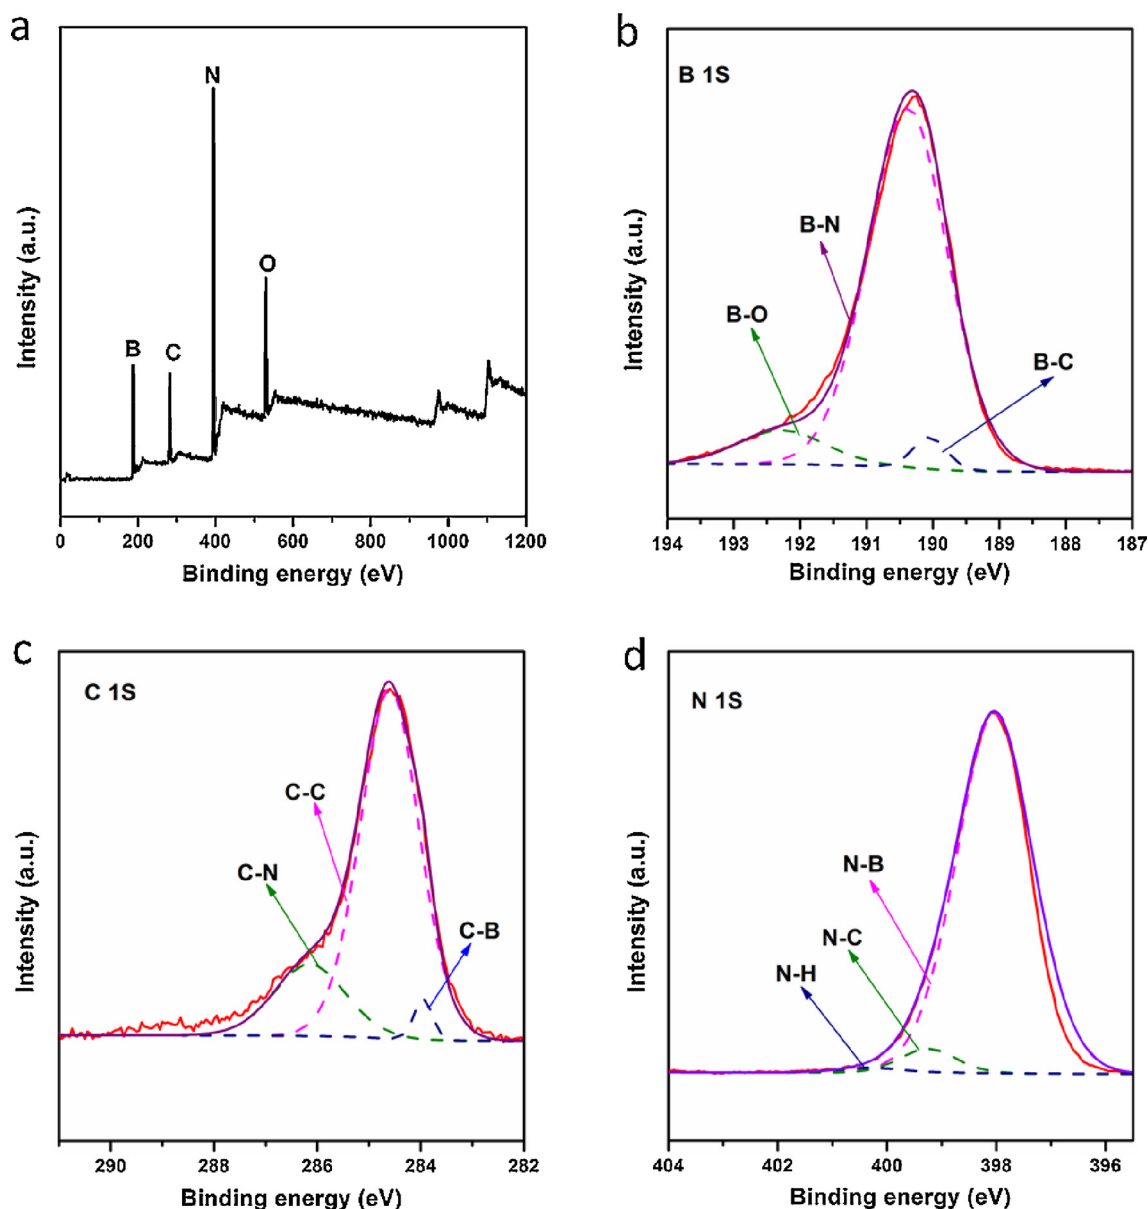 a
N
O
B
C
Intensity (a.u.)
0 200 400 600 800 1000 1200
Binding energy (eV)
b
B 1S
B-N
B-O
B-C
Intensity (a.u.)
194 193 192 191 190 189 188 187
Binding energy (eV)
c
C 1S
C-C
C-N
C-B
Intensity (a.u.)
290 288 286 284 282
Binding energy (eV)
d
N 1S
N-B
N-C
N-H
Intensity (a.u.)
404 402 400 398 396
Binding energy (eV)